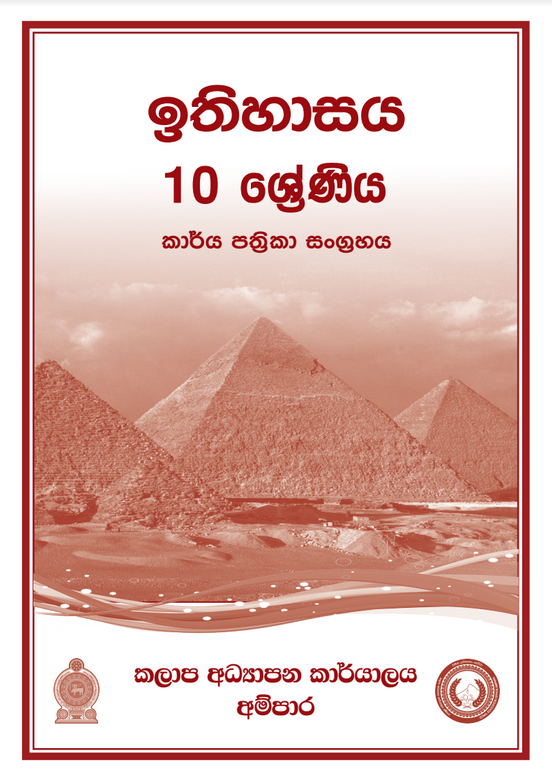 ඉතිහාසය
10 ශ්‍රේණිය
කාර්ය පත්‍රිකා සංග්‍රහය
කලාප අධ්‍යාපන කාර්යාලය
අම්පාර